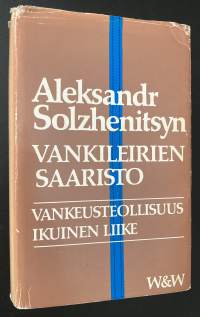 Aleksandr
Solzhenitsyn
VANKILEIRIEN
SAARISTO
VANKEUSTEOLLISUUS
IKUINEN LIIKE
W&W